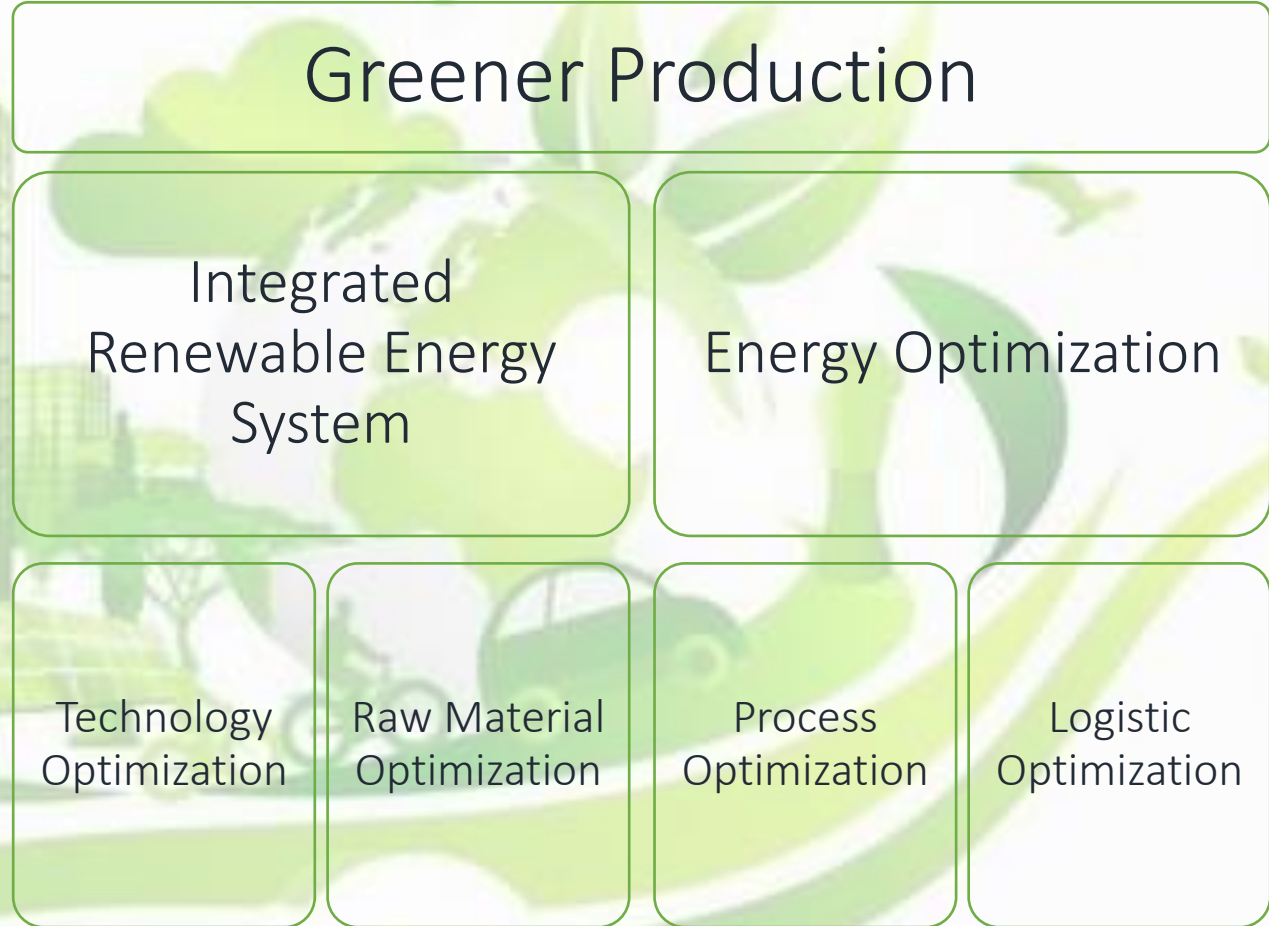 Greener Production
Integrated
Renewable Energy
System
Energy Optimization
Technology
Optimization
Raw Material
Optimization
Process
Optimization
Logistic
Optimization